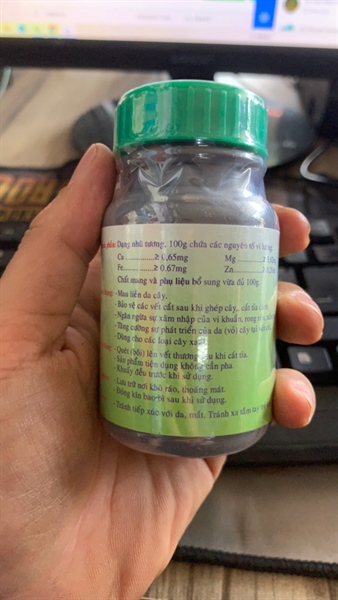 Dạng nhũ tương, 100g chứa các nguyên tố vi lượng
Cu ............≥ 0,65mg Mg
Fe ............≥ 0.67mg Zn
Chất mang và phụ liệu bổ sung vừa đủ 100g.
- Mau liền da cây.
- Bảo vệ các vết cắt sau khi ghép cây, cắt tỉa cành.
- Ngăn ngừa sự xâm nhập của vi khuẩn, rong
- Tăng cường sự phát triển của da (vỏ) cây tại
- Dùng cho các loại cây
- Quét (bôi) lên vết thương sau khi cắt tỉa.
- Sản phẩm tiện dụng không cần pha.
- Khuấy đều trước khi sử dụng.
- Lưu trữ nơi khô ráo, thoáng mát.
- Đóng kín bao bì sau khi sử dụng.
- Tránh tiếp xúc với da, mắt. Tránh xa tầm tay